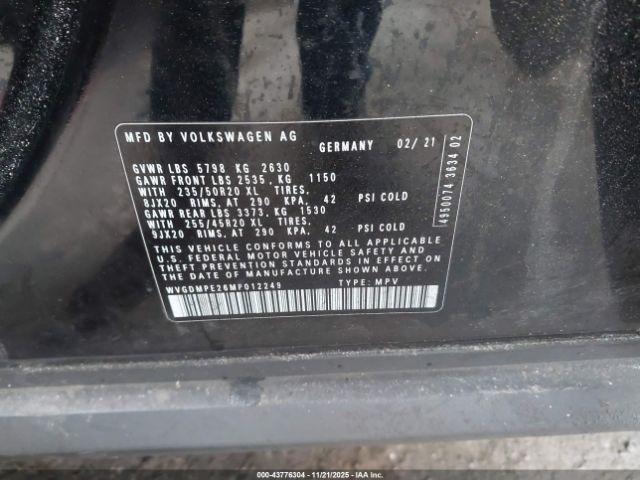 MFD BY VOLKSWAGEN AG GERMANY 02/21
GVWR LBS 5798 KG 2630
GAWR FRONT LBS 2535, KG 1150
WITH 235/50R20 XL TIRES,
8JX20 RIMS, AT 290 KPA, 42 PSI COLD
GAWR REAR LBS 3373, KG 1530
WITH 255/45R20 XL TIRES,
9JX20 RIMS, AT 290 KPA, 42 PSI COLD
THIS VEHICLE CONFORMS TO ALL APPLICABLE
U.S. FEDERAL MOTOR VEHICLE SAFETY AND
THEFT PREVENTION STANDARDS IN EFFECT ON
THE DATE OF MANUFACTURE SHOWN ABOVE.
WVGDMPE26MP012249 TYPE: MPV
4950074 3634 02
000-43776304 - 11/21/2025 - IAAI.COM